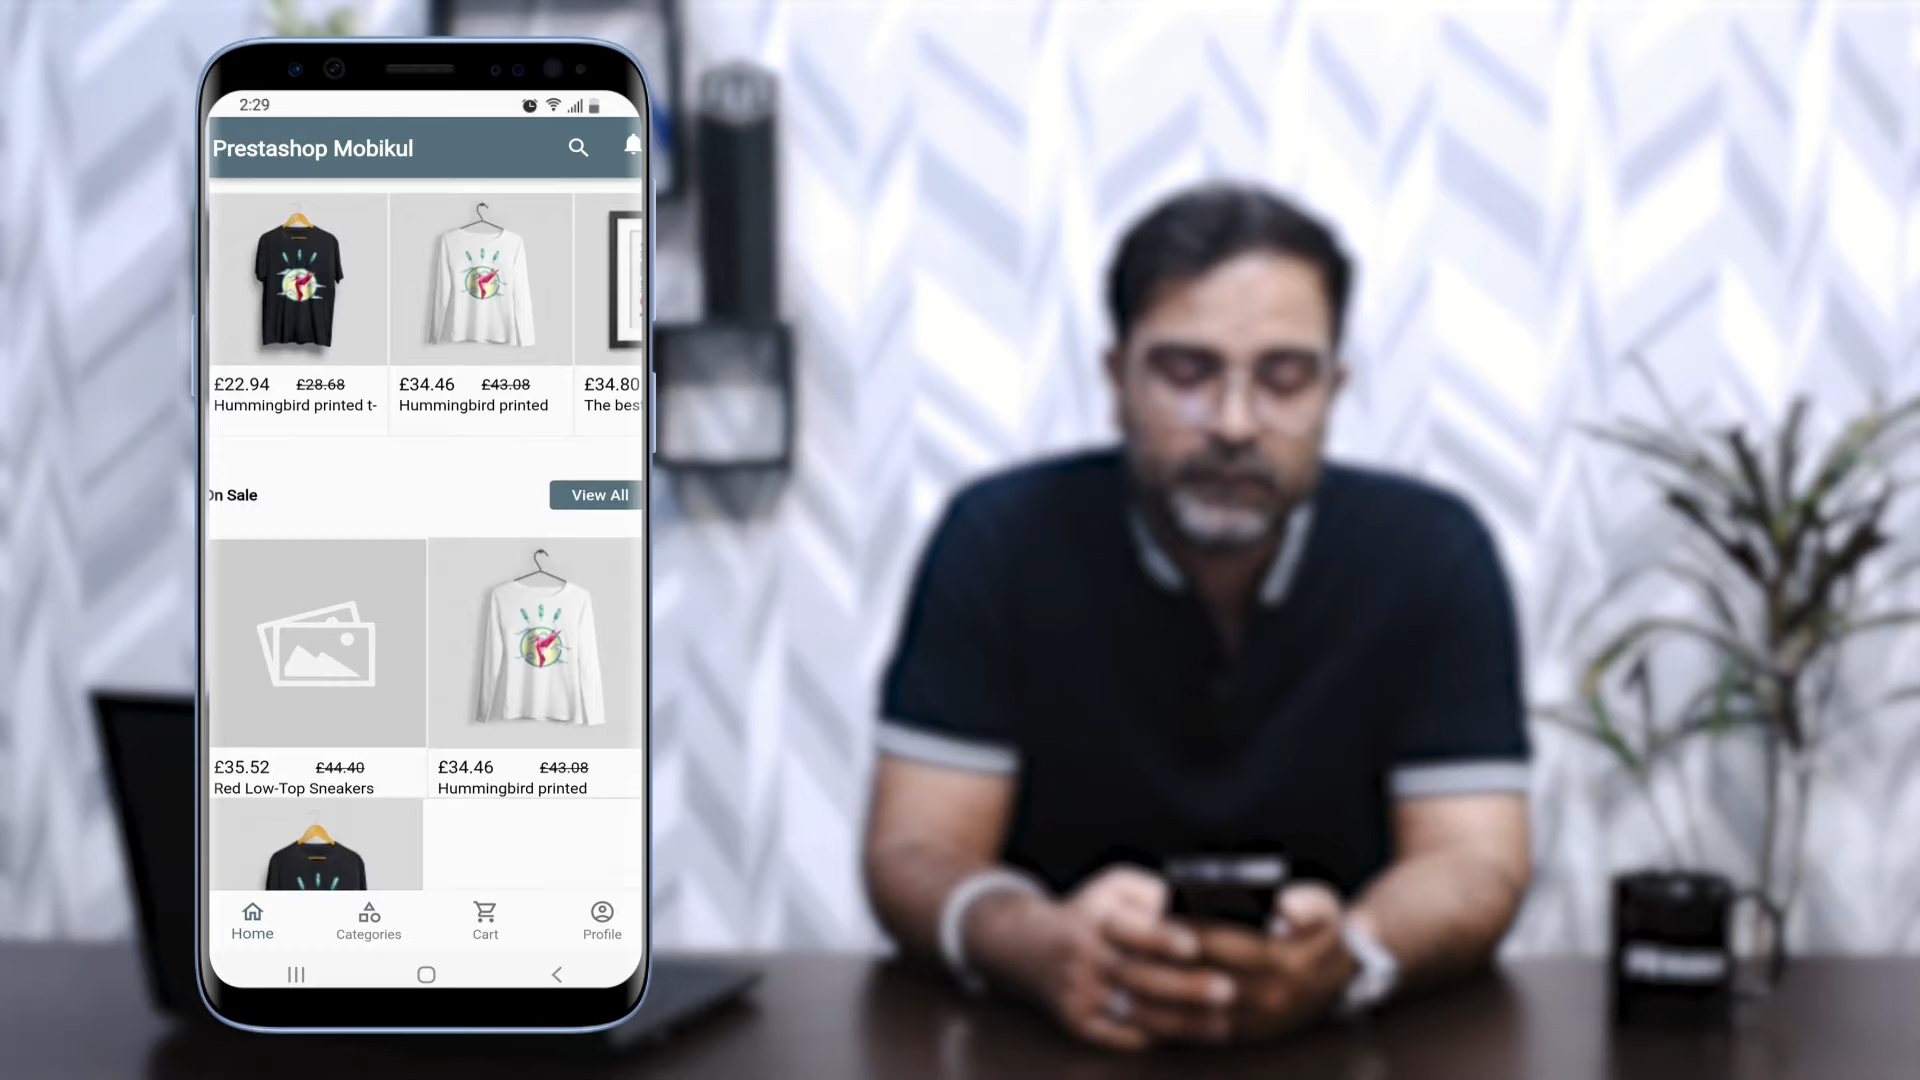 2:29
Prestashop Mobikul
£22.94 £28.68
Hummingbird printed t-
£34.46 £43.08
Hummingbird printed
£34.80
The bes
On Sale
View All
£35.52 £44.40
Red Low-Top Sneakers
£34.46 £43.08
Hummingbird printed
Home
Categories
Cart
Profile